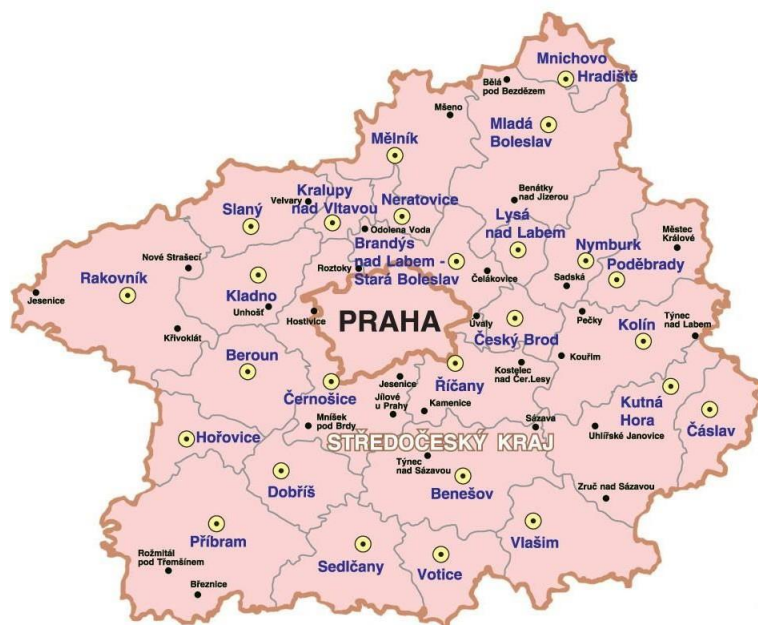 Mnichovo
Hradiště
Bělá
pod Bezdězem
Mšeno
Mladá
Boleslav
Mělník
Benátky
nad Jizerou
Kralupy
nad Vltavou
Velvary
Slaný
Neratovice
Odolena Voda
Lysá
nad Labem
Městec
Králové
Nymburk
Poděbrady
Brandýs
nad Labem -
Stará Boleslav
Nové Strašecí
Roztoky
Čelákovice
Sadská
Rakovník
Jesenice
Kladno
Unhošť
Hostivice
PRAHA
Úvaly
Český Brod
Pečky
Kolín
Týnec
nad Labem
Křivoklát
Beroun
Kouřim
Říčany
Kostelec
nad Čer.Lesy
Černošice
Jesenice
Jílové
u Prahy
Kamenice
Kutná
Hora
Čáslav
Mníšek
pod Brdy
Sázava
Uhlířské Janovice
Hořovice
STŘEDOČESKÝ KRAJ
Týnec
nad Sázavou
Dobříš
Benešov
Zruč nad Sázavou
Příbram
Vlašim
Sedlčany
Votice
Rožmitál
pod Třemšínem
Březnice